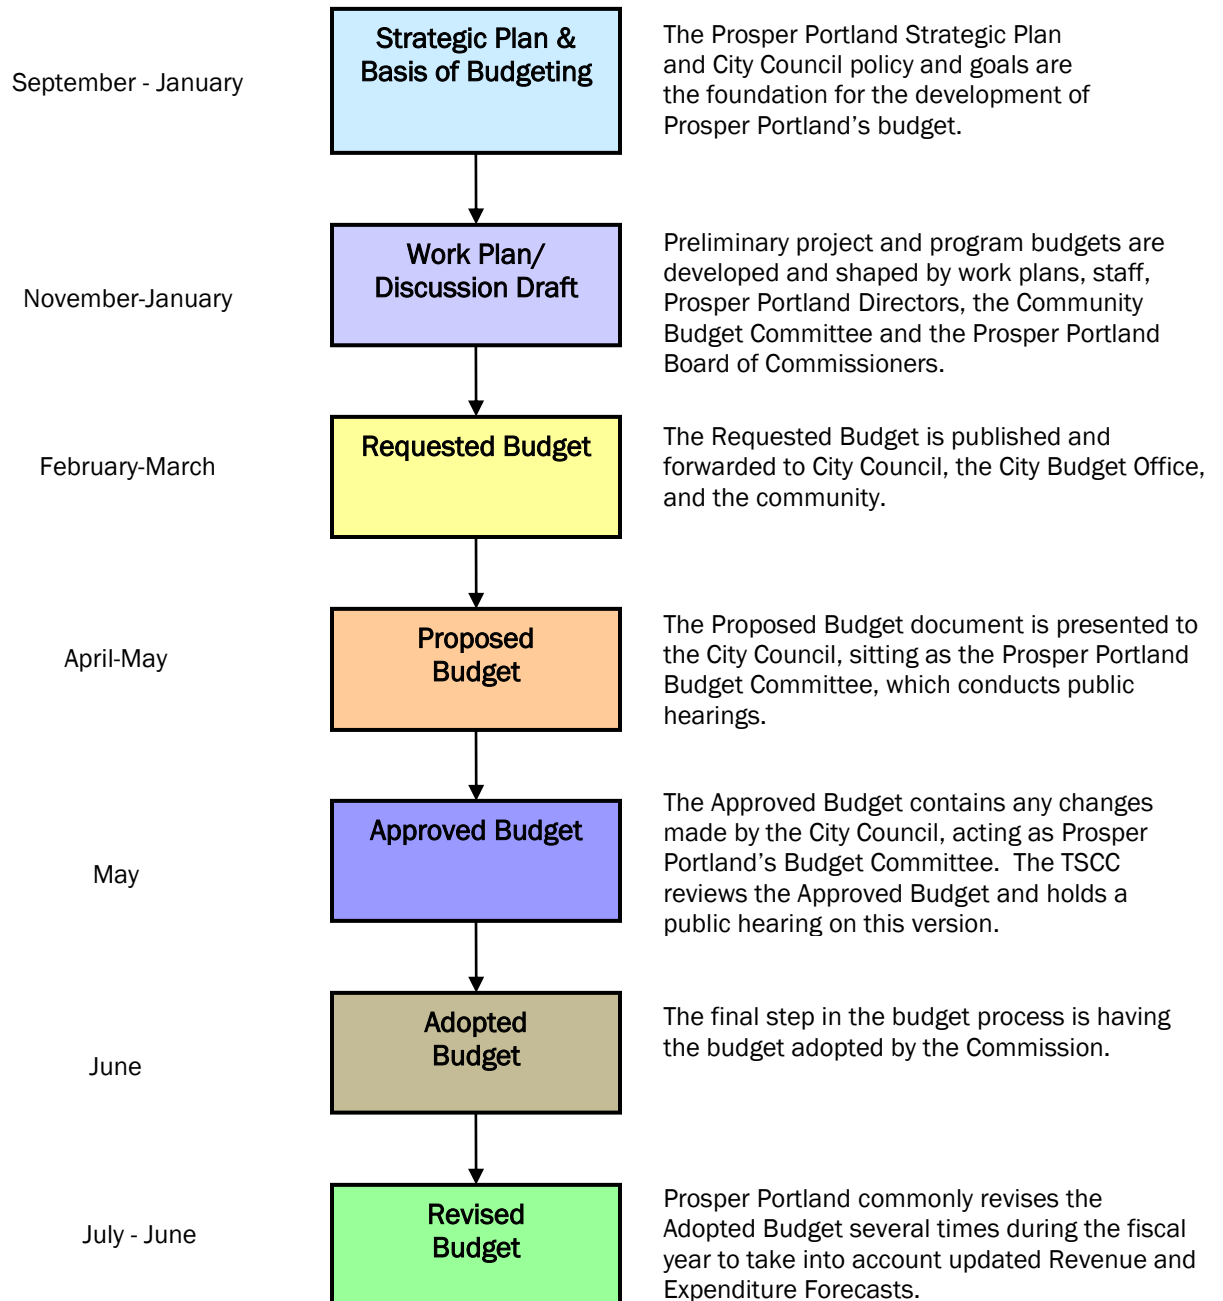 September - January
Strategic Plan &
Basis of Budgeting
The Prosper Portland Strategic Plan
and City Council policy and goals are
the foundation for the development of
Prosper Portland’s budget.
November-January
Work Plan/
Discussion Draft
Preliminary project and program budgets are
developed and shaped by work plans, staff,
Prosper Portland Directors, the Community
Budget Committee and the Prosper Portland
Board of Commissioners.
February-March
Requested Budget
The Requested Budget is published and
forwarded to City Council, the City Budget Office,
and the community.
April-May
Proposed
Budget
The Proposed Budget document is presented to
the City Council, sitting as the Prosper Portland
Budget Committee, which conducts public
hearings.
May
Approved Budget
The Approved Budget contains any changes
made by the City Council, acting as Prosper
Portland’s Budget Committee.  The TSCC
reviews the Approved Budget and holds a
public hearing on this version.
June
Adopted
Budget
The final step in the budget process is having
the budget adopted by the Commission.
July - June
Revised
Budget
Prosper Portland commonly revises the
Adopted Budget several times during the fiscal
year to take into account updated Revenue and
Expenditure Forecasts.